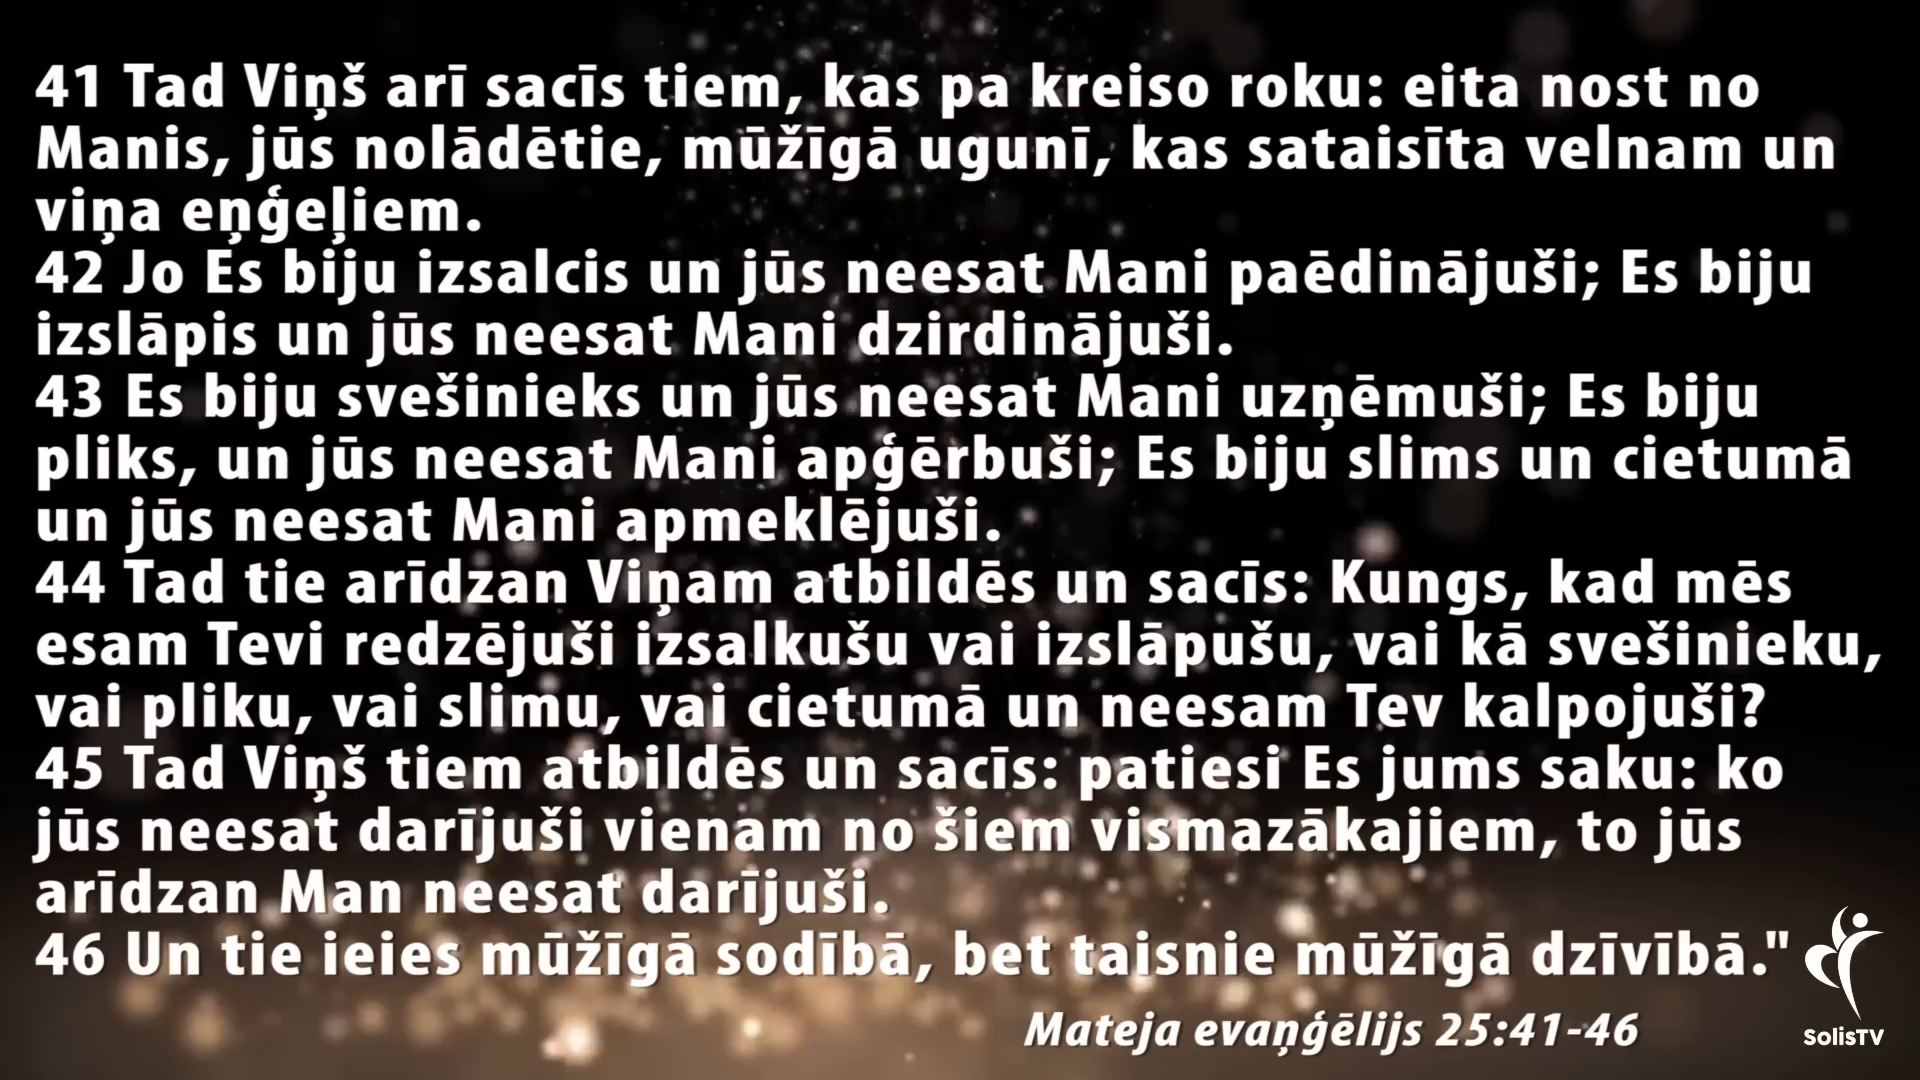 41 Tad Viņš arī sacīs tiem, kas pa kreiso roku: eita nost no
Manis, jūs nolādētie, mūžīgā ugunī, kas sataisīta velnam un
viņa eņģeļiem.
42 Jo Es biju izsalcis un jūs neesat Mani paēdinājuši; Es biju
izslāpis un jūs neesat Mani dzirdinājuši.
43 Es biju svešinieks un jūs neesat Mani uzņēmuši; Es biju
pliks, un jūs neesat Mani apģērbuši; Es biju slims un cietumā
un jūs neesat Mani apmeklējuši.
44 Tad tie arīdzan Viņam atbildēs un sacīs: Kungs, kad mēs
esam Tevi redzējuši izsalkušu vai izslāpušu, vai kā svešinieku,
vai pliku, vai slimu, vai cietumā un neesam Tev kalpojuši?
45 Tad Viņš tiem atbildēs un sacīs: patiesi Es jums saku: ko
jūs neesat darījuši vienam no šiem vismazākajiem, to jūs
arīdzan Man neesat darījuši.
46 Un tie ieies mūžīgā sodībā, bet taisnie mūžīgā dzīvībā."
Mateja evaņģēlijs 25:41-46
SolisTV